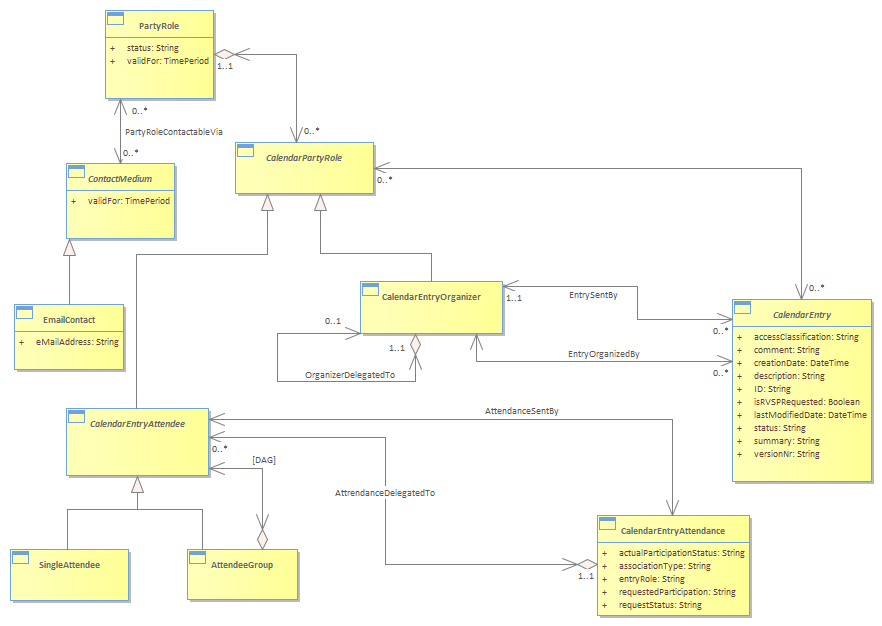 PartyRole
+ status: String
+ validFor: TimePeriod
1..1
0..*
PartyRoleContactableVia
0..*
0..*
CalendarPartyRole
0..*
ContactMedium
+ validFor: TimePeriod
CalendarEntryOrganizer
1..1
EntrySentBy
0..*
0..*
EmailContact
+ eMailAddress: String
0..1
1..1
OrganizerDelegatedTo
EntryOrganizedBy
0..*
CalendarEntry
+ accessClassification: String
+ comment: String
+ creationDate: DateTime
+ description: String
+ ID: String
+ isRVSPRequested: Boolean
+ lastModifiedDate: DateTime
+ status: String
+ summary: String
+ versionNr: String
CalendarEntryAttendee
AttendanceSentBy
0..*
[DAG]
AttrendanceDelegatedTo
SingleAttendee
AttendeeGroup
1..1
CalendarEntryAttendance
+ actualParticipationStatus: String
+ associationType: String
+ entryRole: String
+ requestedParticipation: String
+ requestStatus: String